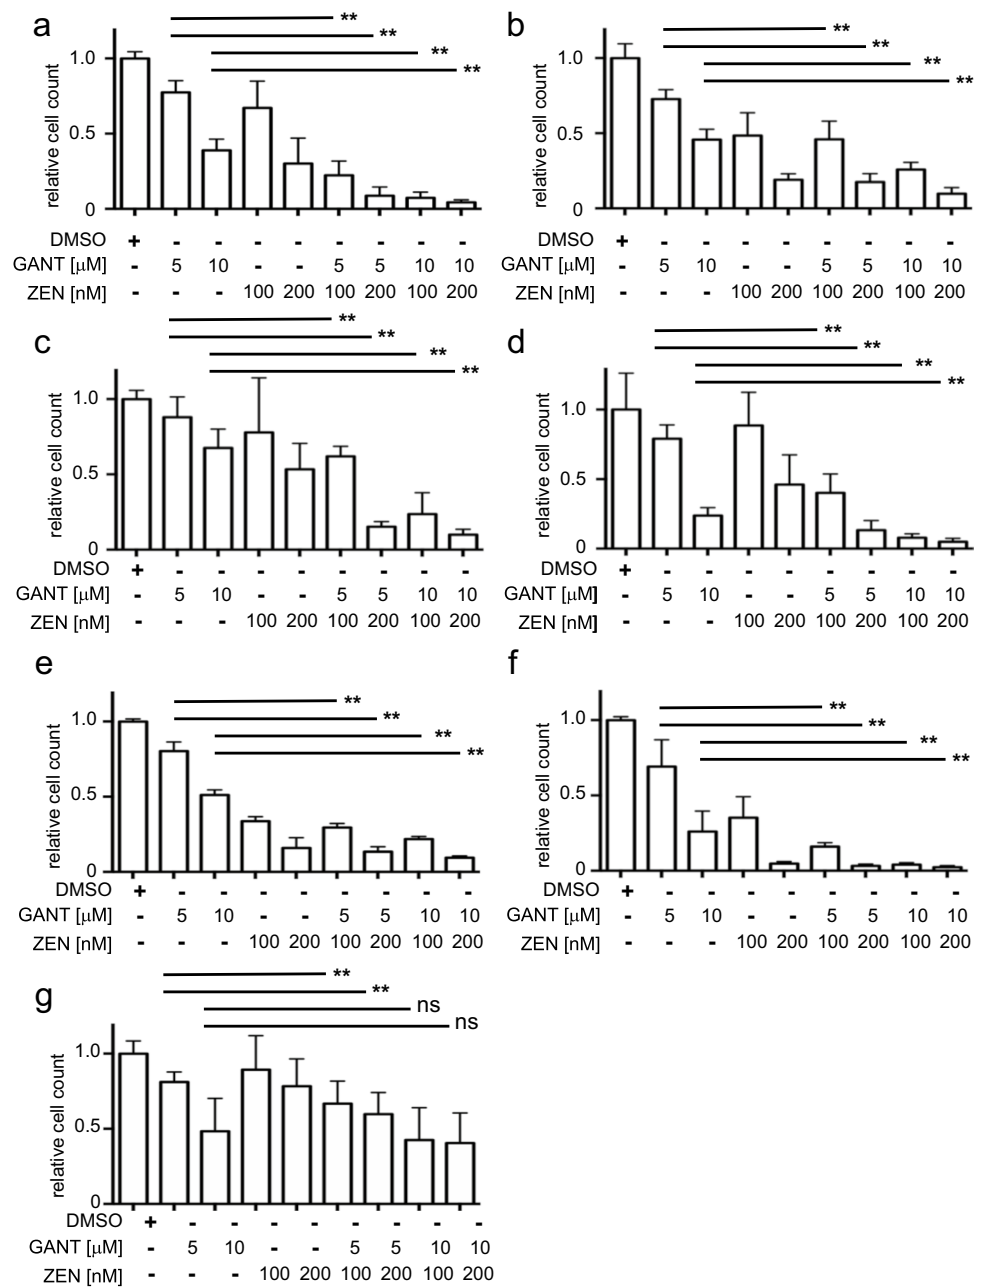 a
**
**
**
**
relative cell count
1.0
0.5
0
DMSO + - - - - - - - -
GANT [μM] - 5 10 - - 5 5 10 10
ZEN [nM] - - - 100 200 100 200 100 200
b
**
**
**
**
relative cell count
1.0
0.5
0
DMSO + - - - - - - - -
GANT [μM] - 5 10 - - 5 5 10 10
ZEN [nM] - - - 100 200 100 200 100 200
c
**
**
**
**
relative cell count
1.0
0.5
0
DMSO + - - - - - - - -
GANT [μM] - 5 10 - - 5 5 10 10
ZEN [nM] - - - 100 200 100 200 100 200
d
**
**
**
**
relative cell count
1.0
0.5
0
DMSO + - - - - - - - -
GANT [μM] - 5 10 - - 5 5 10 10
ZEN [nM] - - - 100 200 100 200 100 200
e
**
**
**
**
relative cell count
1.0
0.5
0
DMSO + - - - - - - - -
GANT [μM] - 5 10 - - 5 5 10 10
ZEN [nM] - - - 100 200 100 200 100 200
f
**
**
**
**
relative cell count
1.0
0.5
0
DMSO + - - - - - - - -
GANT [μM] - 5 10 - - 5 5 10 10
ZEN [nM] - - - 100 200 100 200 100 200
g
**
**
ns
ns
relative cell count
1.0
0.5
0
DMSO + - - - - - - - -
GANT [μM] - 5 10 - - 5 5 10 10
ZEN [nM] - - - 100 200 100 200 100 200